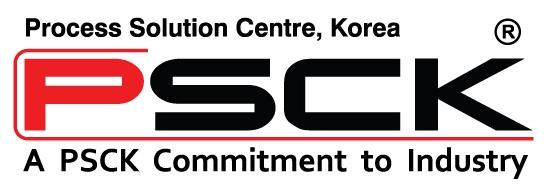 Process Solution Centre, Korea
PSCK®
A PSCK Commitment to Industry